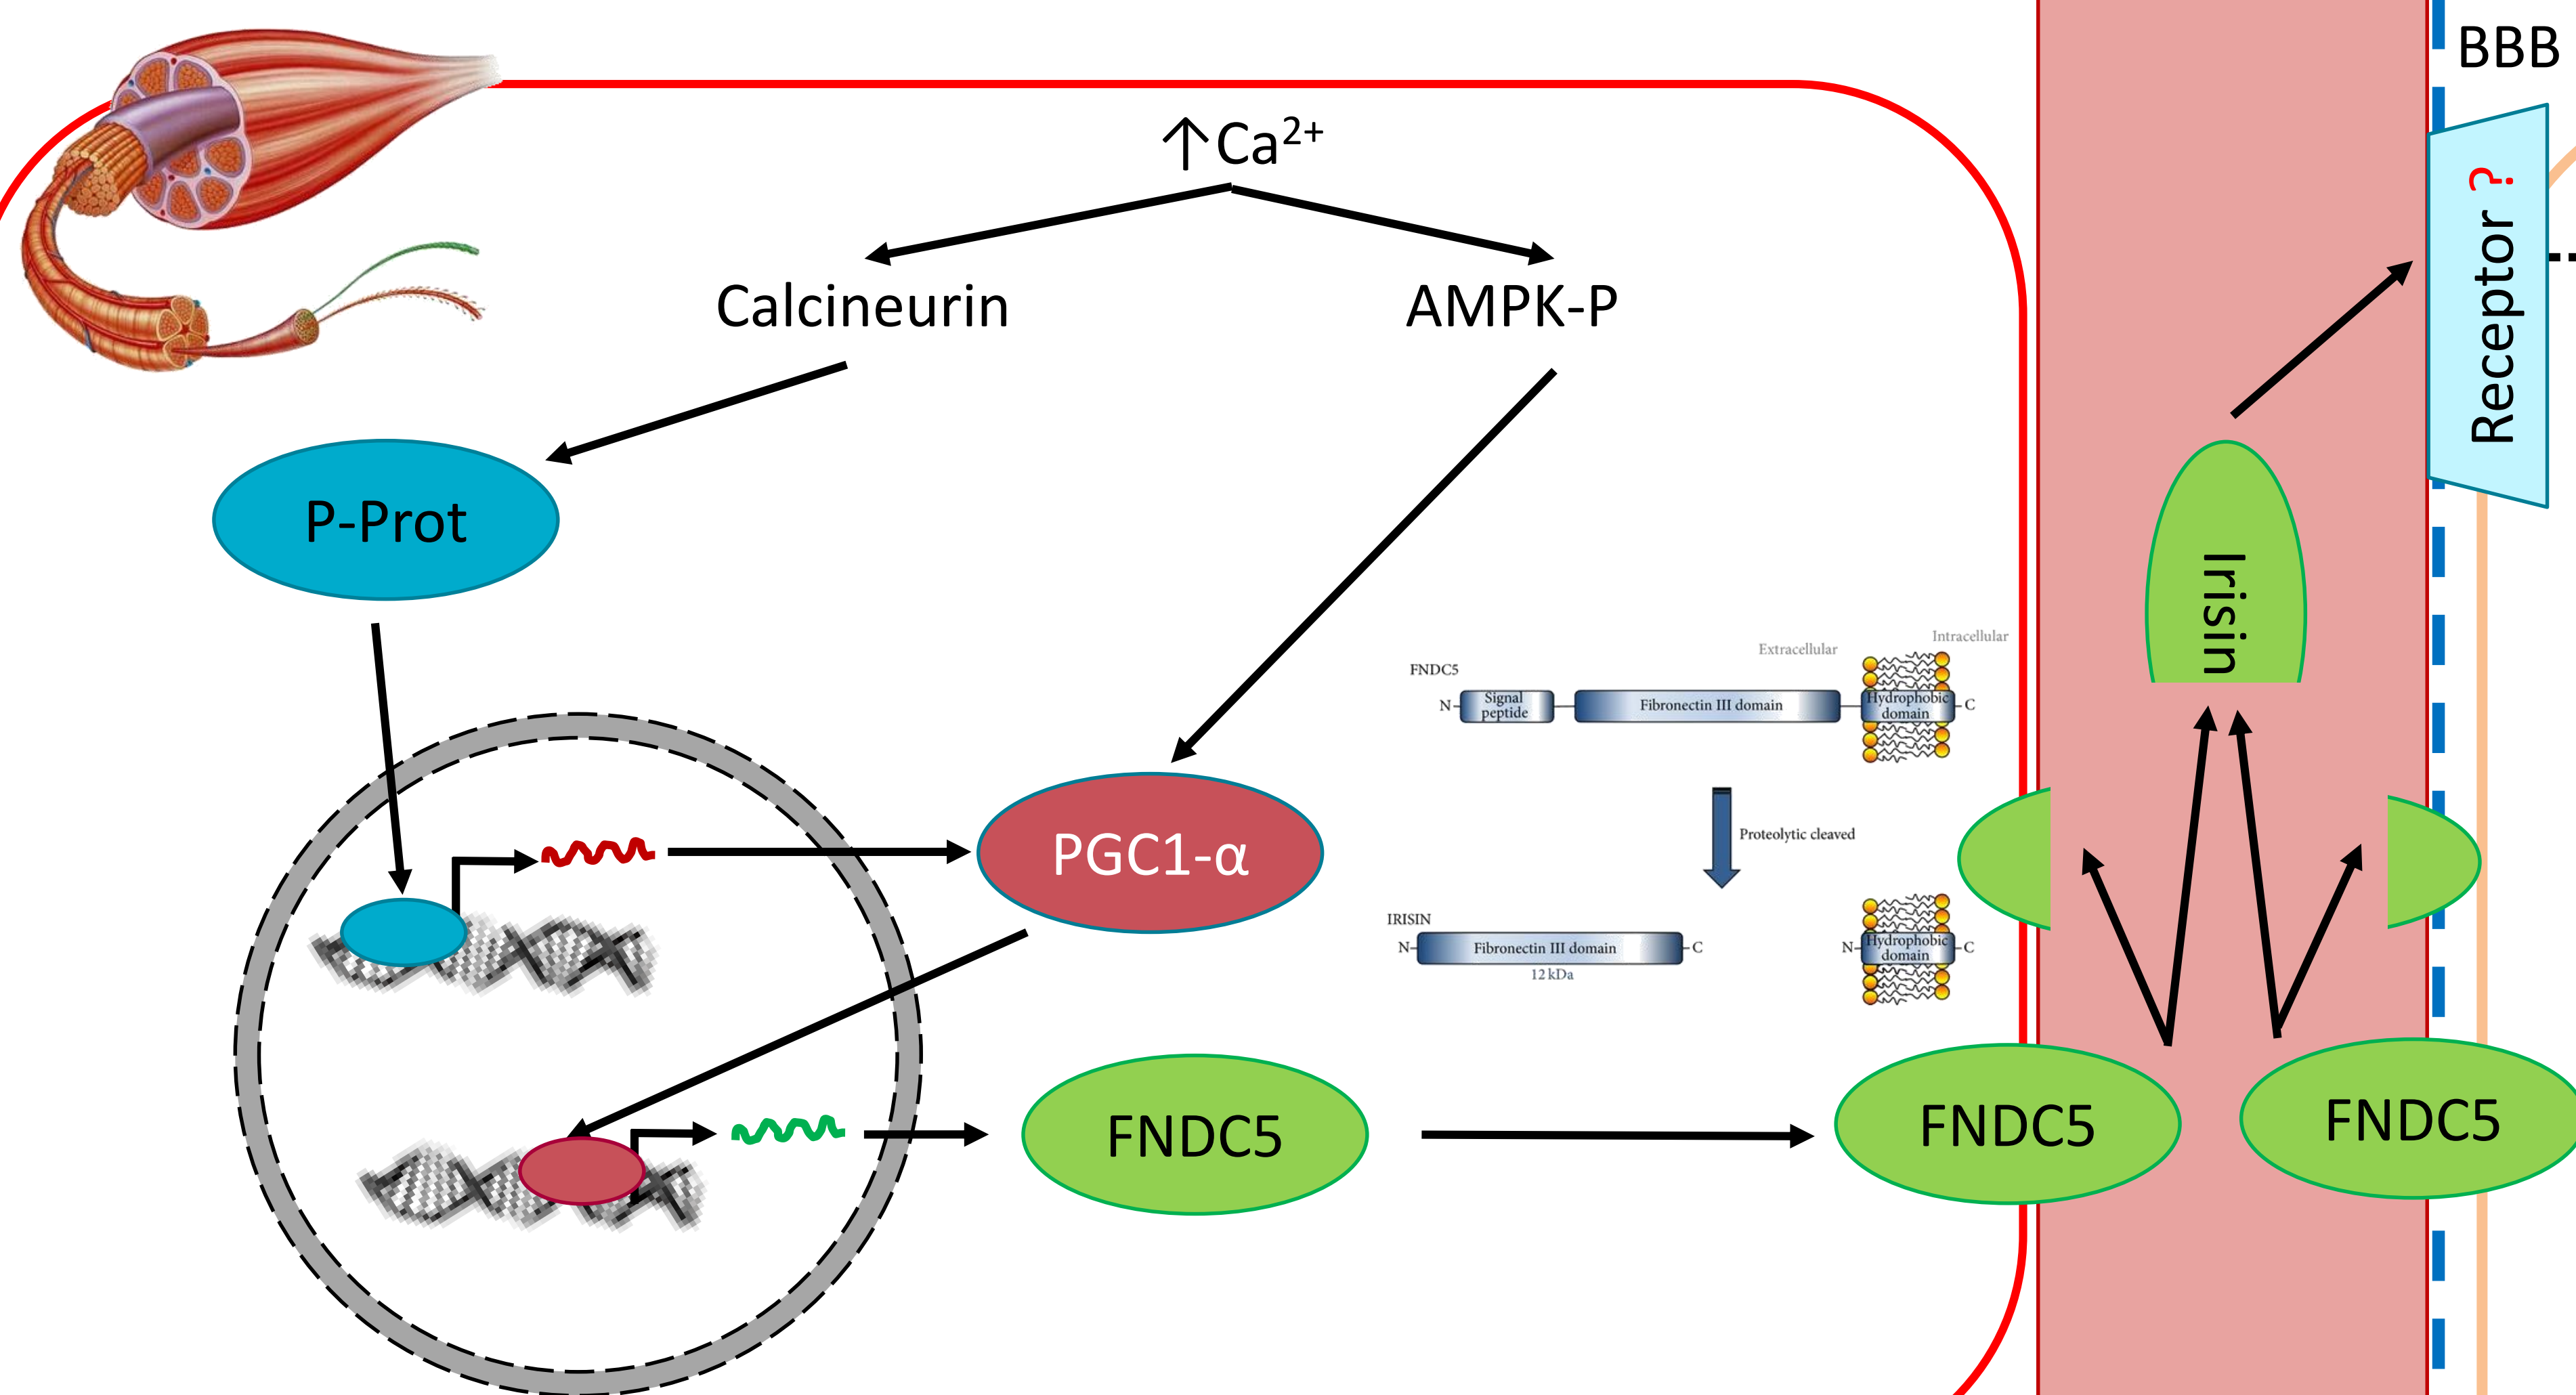 BBB
↑Ca²⁺
Calcineurin
AMPK-P
Receptor ?
P-Prot
Irisin
Extracellular
Intracellular
FNDC5
N
Signal
peptide
Fibronectin III domain
Hydrophobic
domain
C
Proteolytic cleaved
PGC1-α
IRISIN
N
Fibronectin III domain
C
12 kDa
N
Hydrophobic
domain
C
FNDC5
FNDC5
FNDC5